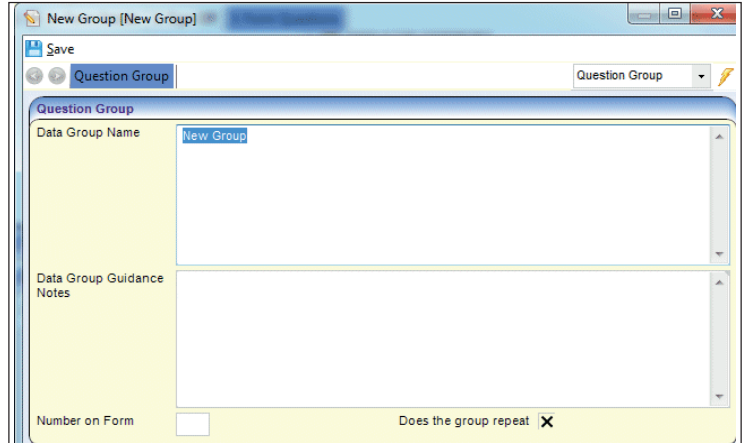 New Group [New Group]
Save
Question Group
Question Group
Question Group
Data Group Name
New Group
Data Group Guidance
Notes
Number on Form
Does the group repeat